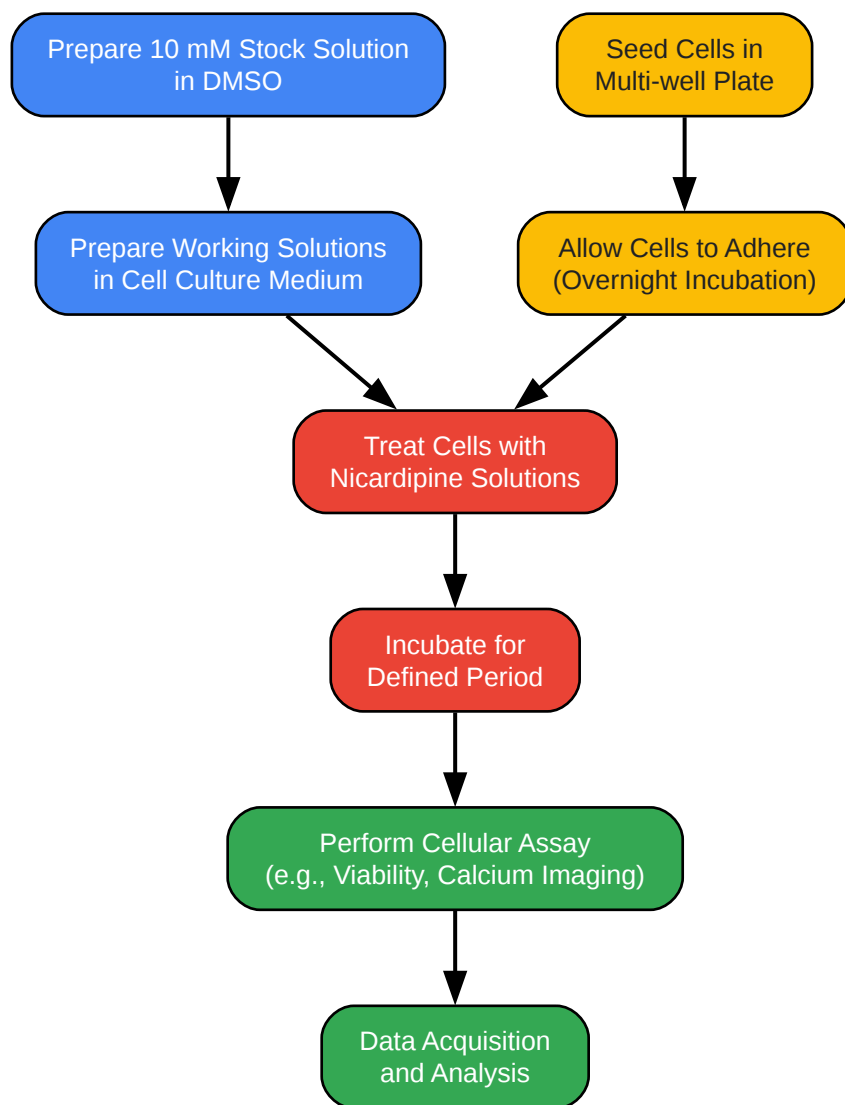 Prepare 10 mM Stock Solution
in DMSO
Seed Cells in
Multi-well Plate
Prepare Working Solutions
in Cell Culture Medium
Allow Cells to Adhere
(Overnight Incubation)
Treat Cells with
Nicardipine Solutions
Incubate for
Defined Period
Perform Cellular Assay
(e.g., Viability, Calcium Imaging)
Data Acquisition
and Analysis